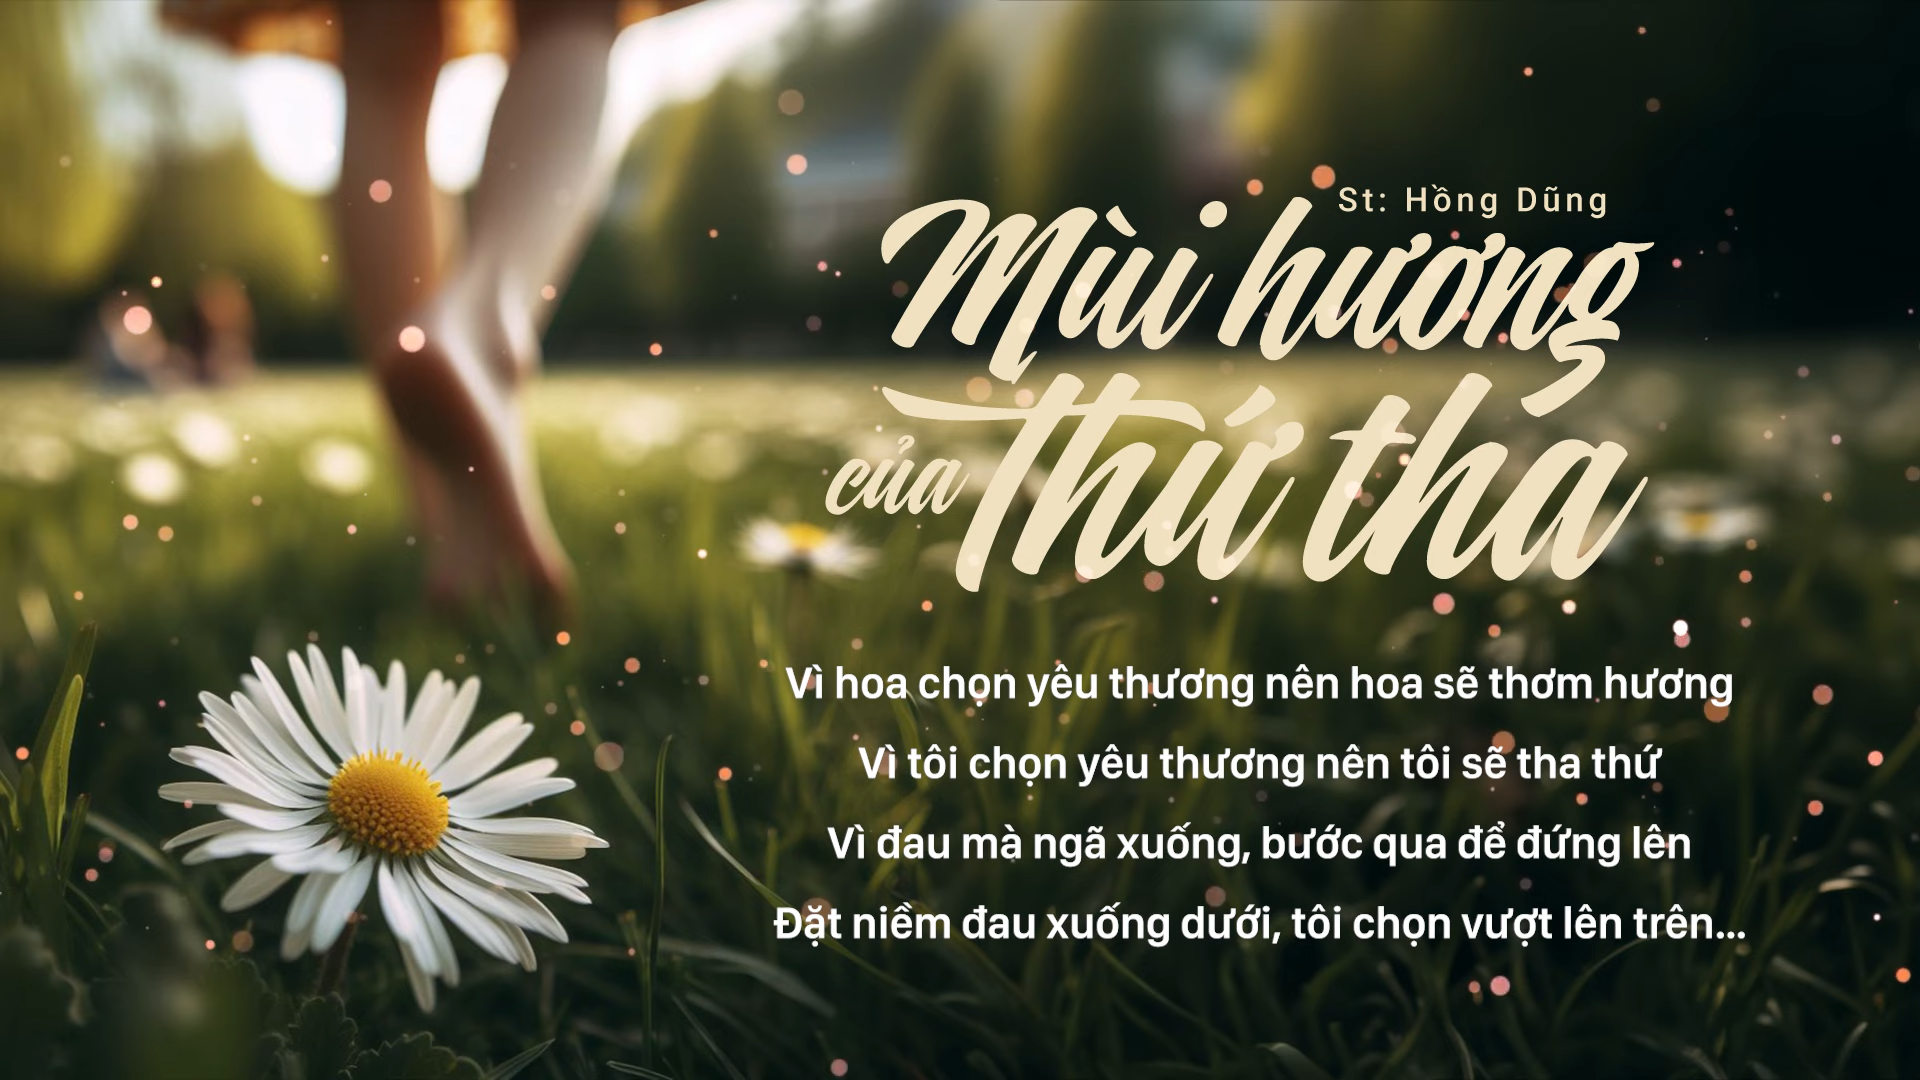 St: Hồng Dũng
Mùi hương
của Thứ tha
Vì hoa chọn yêu thương nên hoa sẽ thơm hương
Vì tôi chọn yêu thương nên tôi sẽ tha thứ
Vì đau mà ngã xuống, bước qua để đứng lên
Đặt niềm đau xuống dưới, tôi chọn vượt lên trên...